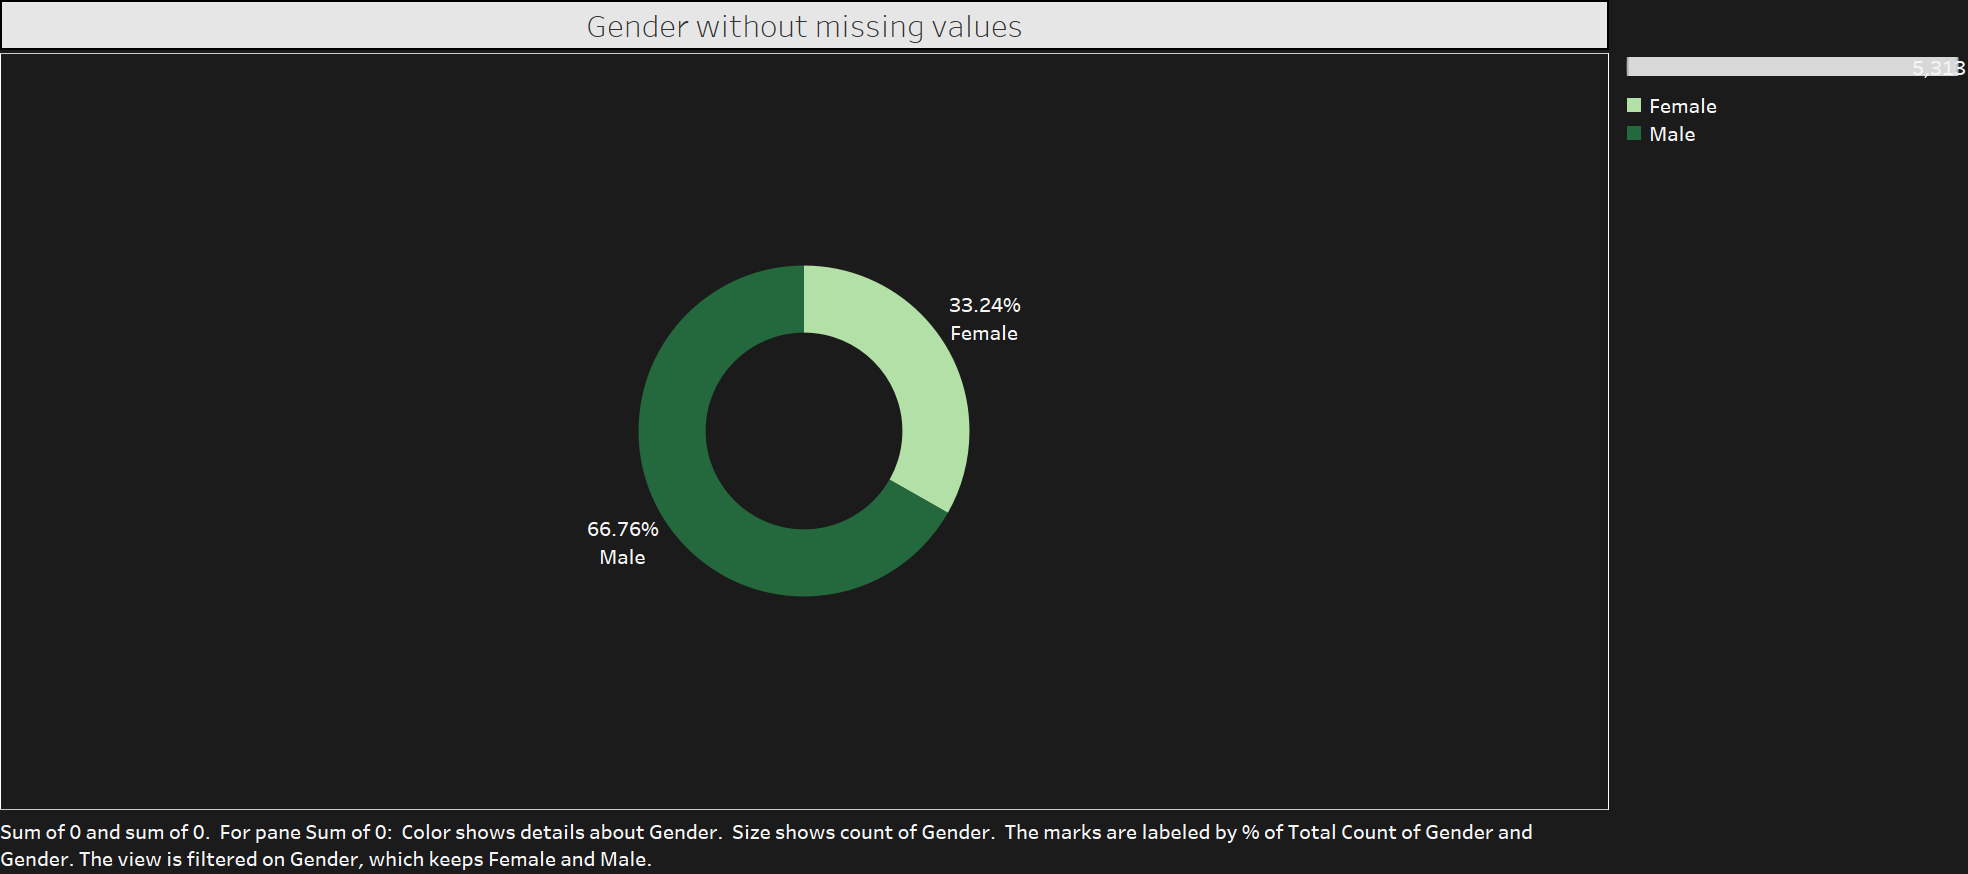 Gender without missing values
5,313
Female
Male
33.24%
Female
66.76%
Male
Sum of 0 and sum of 0.  For pane Sum of 0:  Color shows details about Gender.  Size shows count of Gender.  The marks are labeled by % of Total Count of Gender and
Gender. The view is filtered on Gender, which keeps Female and Male.